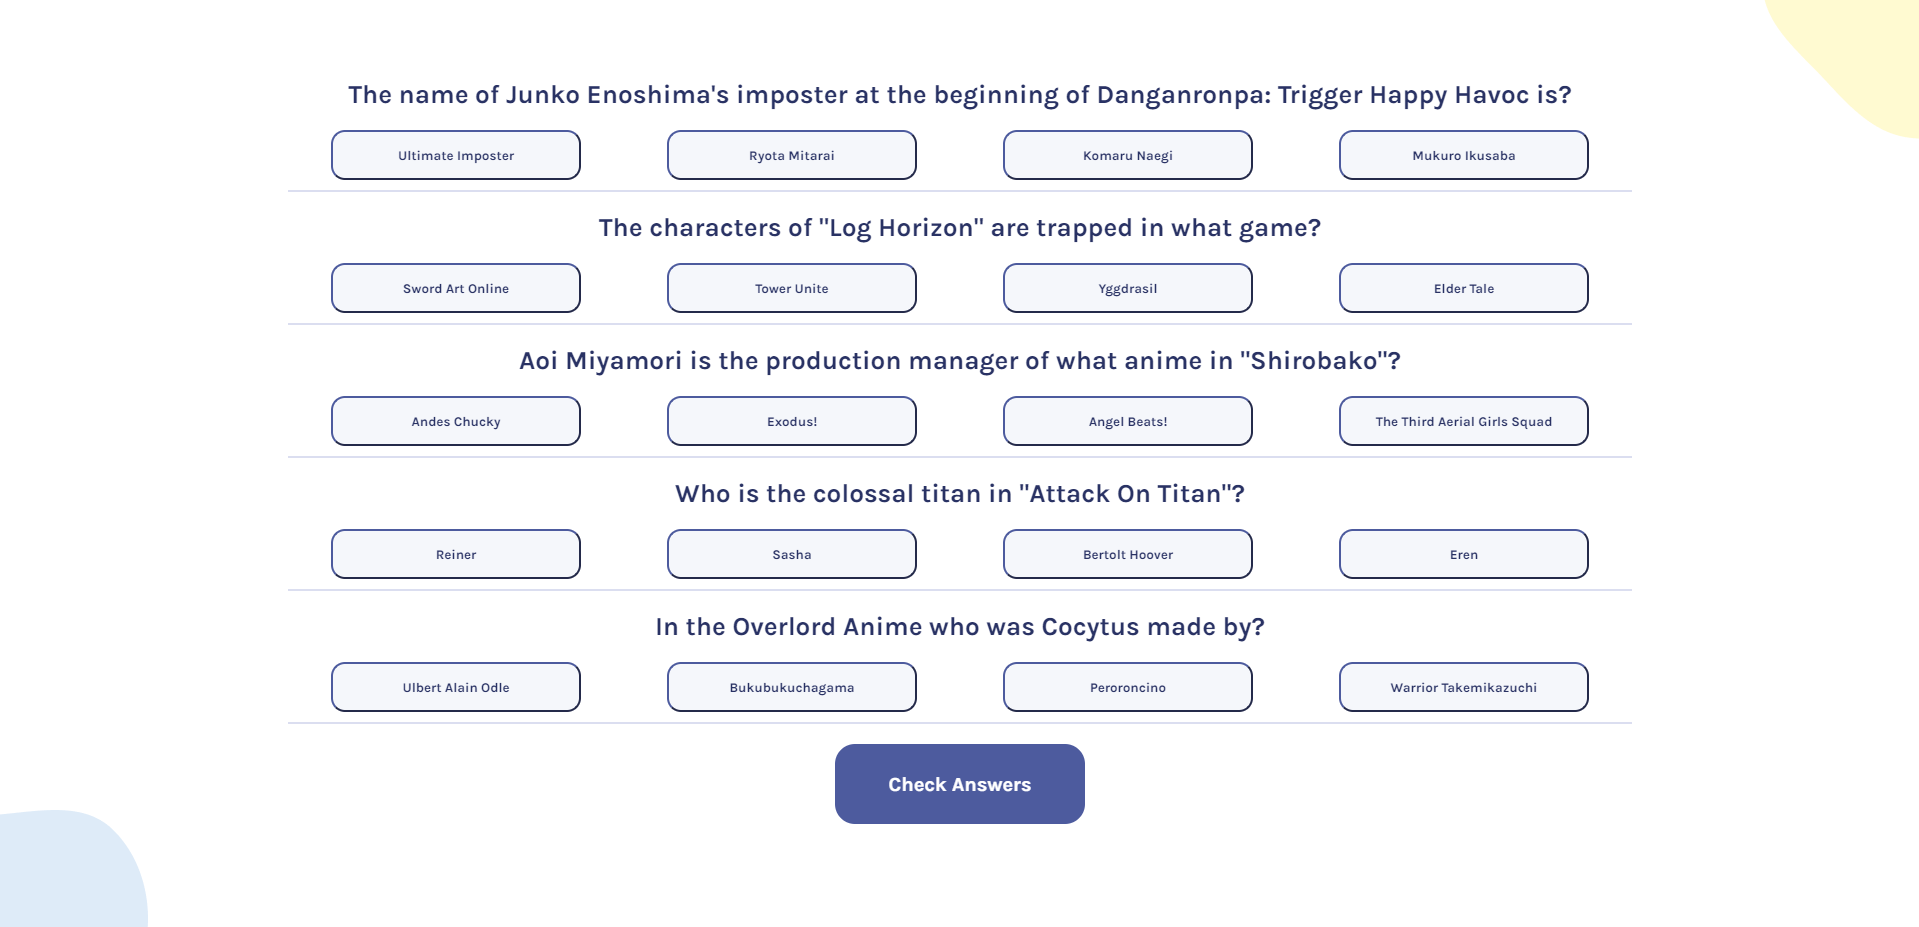 The name of Junko Enoshima's imposter at the beginning of Danganronpa: Trigger Happy Havoc is?
Ultimate Imposter
Ryota Mitarai
Komaru Naegi
Mukuro Ikusaba
The characters of "Log Horizon" are trapped in what game?
Sword Art Online
Tower Unite
Yggdrasil
Elder Tale
Aoi Miyamori is the production manager of what anime in "Shirobako"?
Andes Chucky
Exodus!
Angel Beats!
The Third Aerial Girls Squad
Who is the colossal titan in "Attack On Titan"?
Reiner
Sasha
Bertolt Hoover
Eren
In the Overlord Anime who was Cocytus made by?
Ulbert Alain Odle
Bukubukuchagama
Peroroncino
Warrior Takemikazuchi
Check Answers